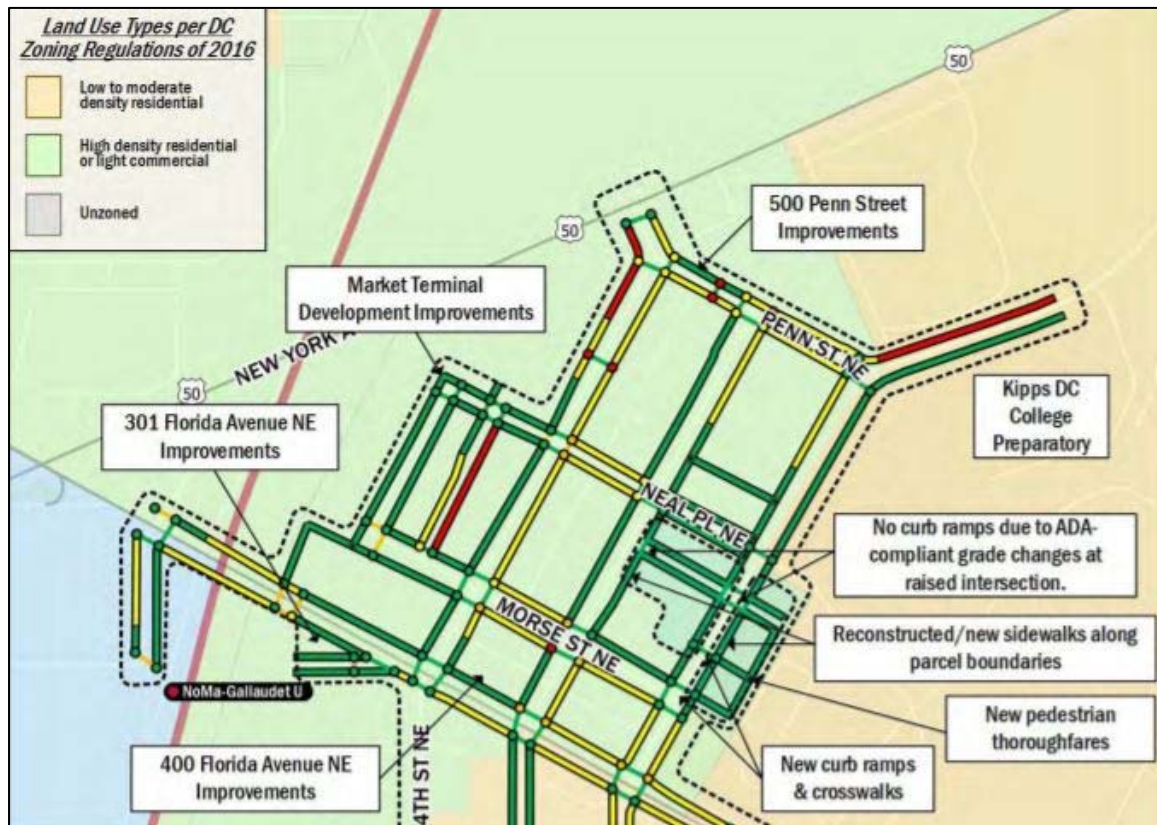 Land Use Types per DC
Zoning Regulations of 2016
Low to moderate
density residential
High density residential
or light commercial
Unzoned
50
50
500 Penn Street
Improvements
Market Terminal
Development Improvements
NEW YORK A
50
PENN ST NE
301 Florida Avenue NE
Improvements
Kipps DC
College
Preparatory
NEAL PL NE
No curb ramps due to ADA-
compliant grade changes at
raised intersection.
MORSE ST NE
Reconstructed/new sidewalks along
parcel boundaries
NoMa-Gallaudet U
New pedestrian
thoroughfares
400 Florida Avenue NE
Improvements
4TH ST NE
New curb ramps
& crosswalks